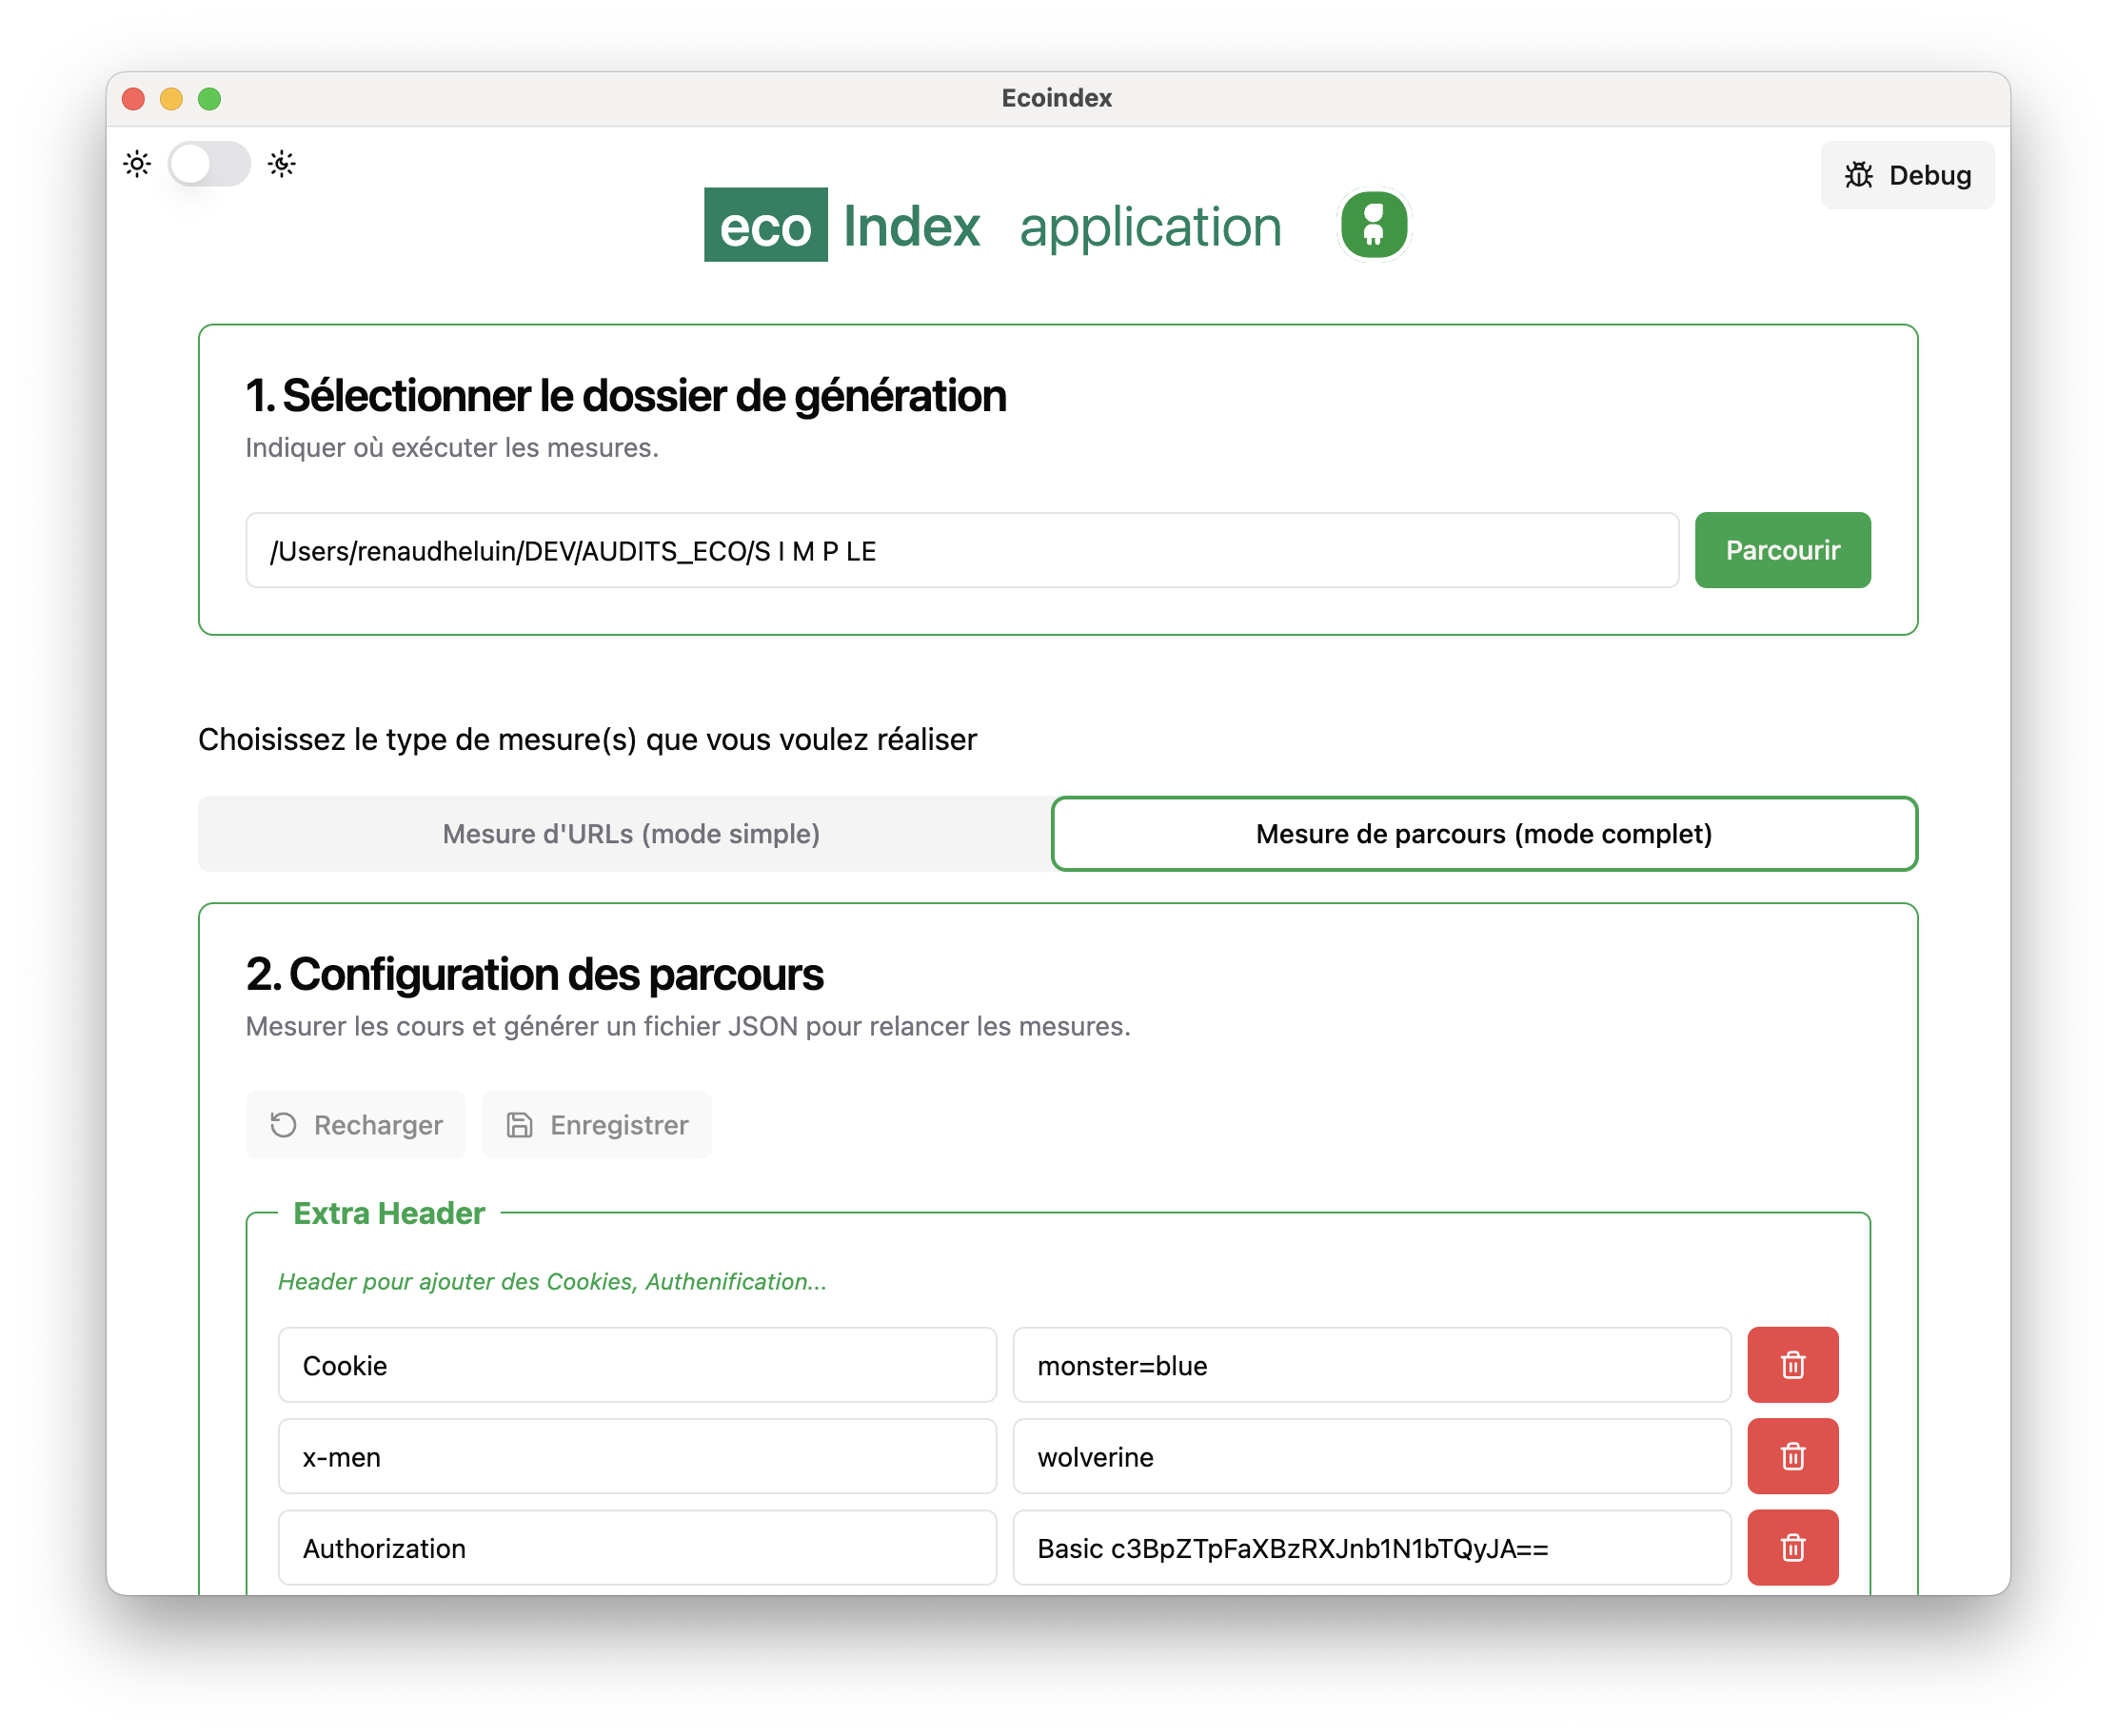 Ecoindex
Debug
eco Index application
1. Sélectionner le dossier de génération
Indiquer où exécuter les mesures.
/Users/renaudheluin/DEV/AUDITS_ECO/S I M P LE
Parcourir
Choisissez le type de mesure(s) que vous voulez réaliser
Mesure d'URLs (mode simple)
Mesure de parcours (mode complet)
2. Configuration des parcours
Mesurer les cours et générer un fichier JSON pour relancer les mesures.
Recharger
Enregistrer
Extra Header
Header pour ajouter des Cookies, Authenification...
Cookie
monster=blue
x-men
wolverine
Authorization
Basic c3BpZTpFaXBzRXJnb1N1bTQyJA==